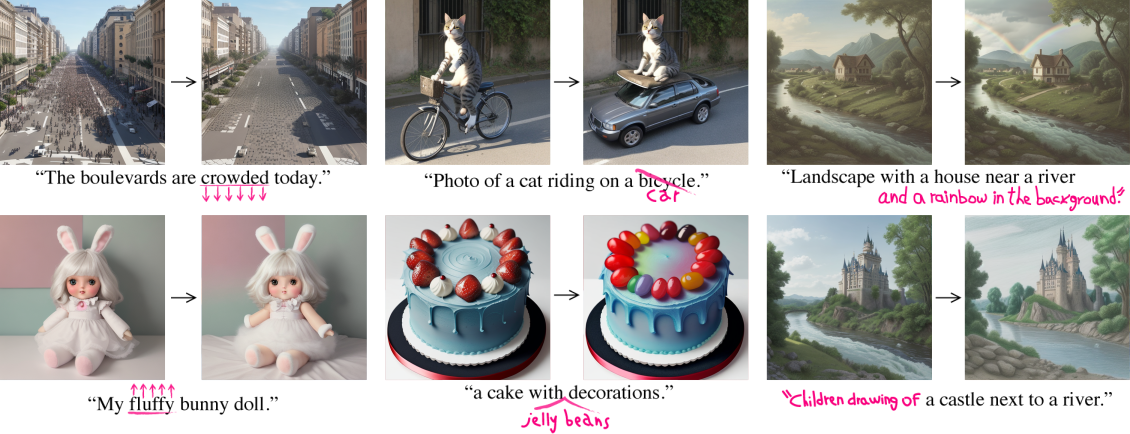 “The boulevards are crowded today.”
“Photo of a cat riding on a bicycle.”
car
“Landscape with a house near a river
and a rainbow in the background.”
“My fluffy bunny doll.”
“a cake with decorations.”
jelly beans
“Children drawing of a castle next to a river.”